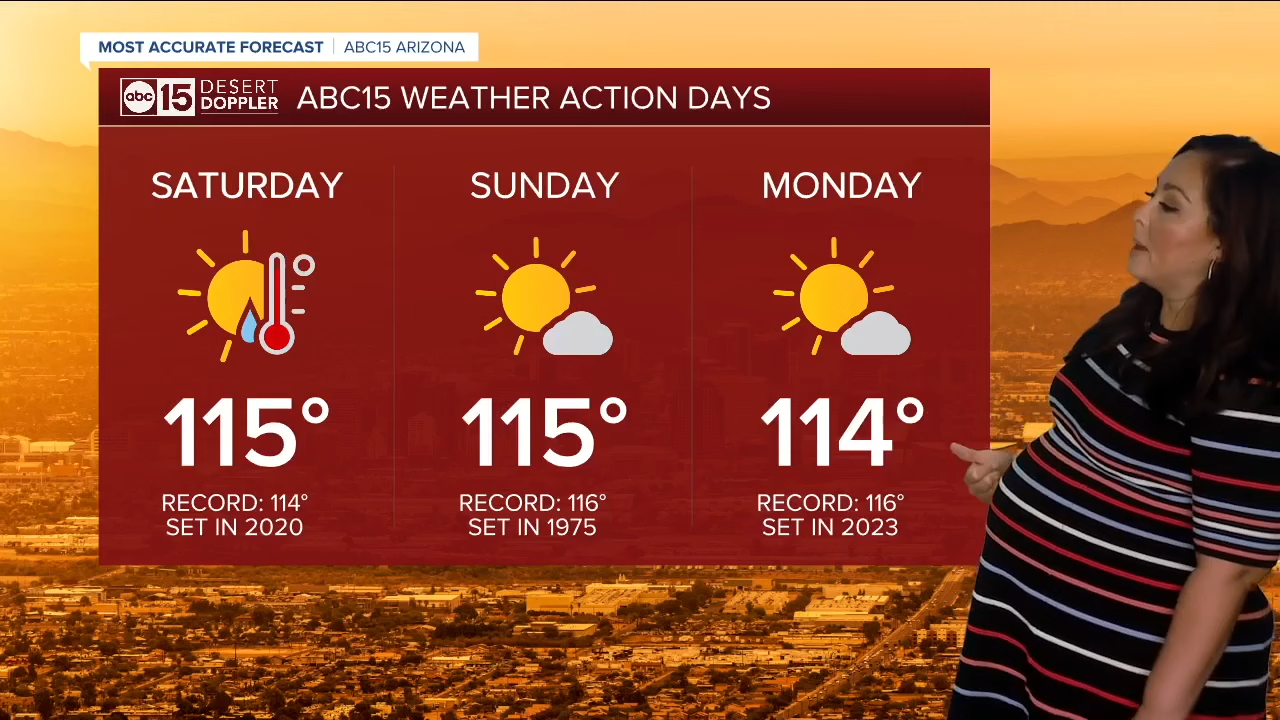 MOST ACCURATE FORECAST | ABC15 ARIZONA
abc 15 DESERT DOPPLER
ABC15 WEATHER ACTION DAYS
SATURDAY
115°
RECORD: 114°
SET IN 2020
SUNDAY
115°
RECORD: 116°
SET IN 1975
MONDAY
114°
RECORD: 116°
SET IN 2023